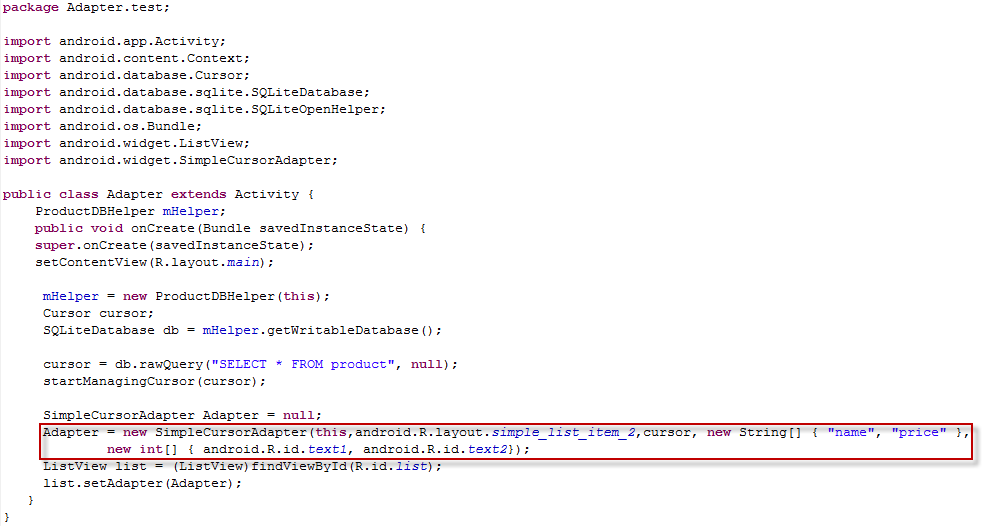 package Adapter.test;
import android.app.Activity;
import android.content.Context;
import android.database.Cursor;
import android.database.sqlite.SQLiteDatabase;
import android.database.sqlite.SQLiteOpenHelper;
import android.os.Bundle;
import android.widget.ListView;
import android.widget.SimpleCursorAdapter;
public class Adapter extends Activity {
ProductDBHelper mHelper;
public void onCreate(Bundle savedInstanceState) {
super.onCreate(savedInstanceState);
setContentView(R.layout.main);
mHelper = new ProductDBHelper(this);
Cursor cursor;
SQLiteDatabase db = mHelper.getWritableDatabase();
cursor = db.rawQuery("SELECT * FROM product", null);
startManagingCursor(cursor);
SimpleCursorAdapter Adapter = null;
Adapter = new SimpleCursorAdapter(this,android.R.layout.simple_list_item_2,cursor, new String[] { "name", "price" },
new int[] { android.R.id.text1, android.R.id.text2});
ListView list = (ListView)findViewById(R.id.list);
list.setAdapter(Adapter);
}
}